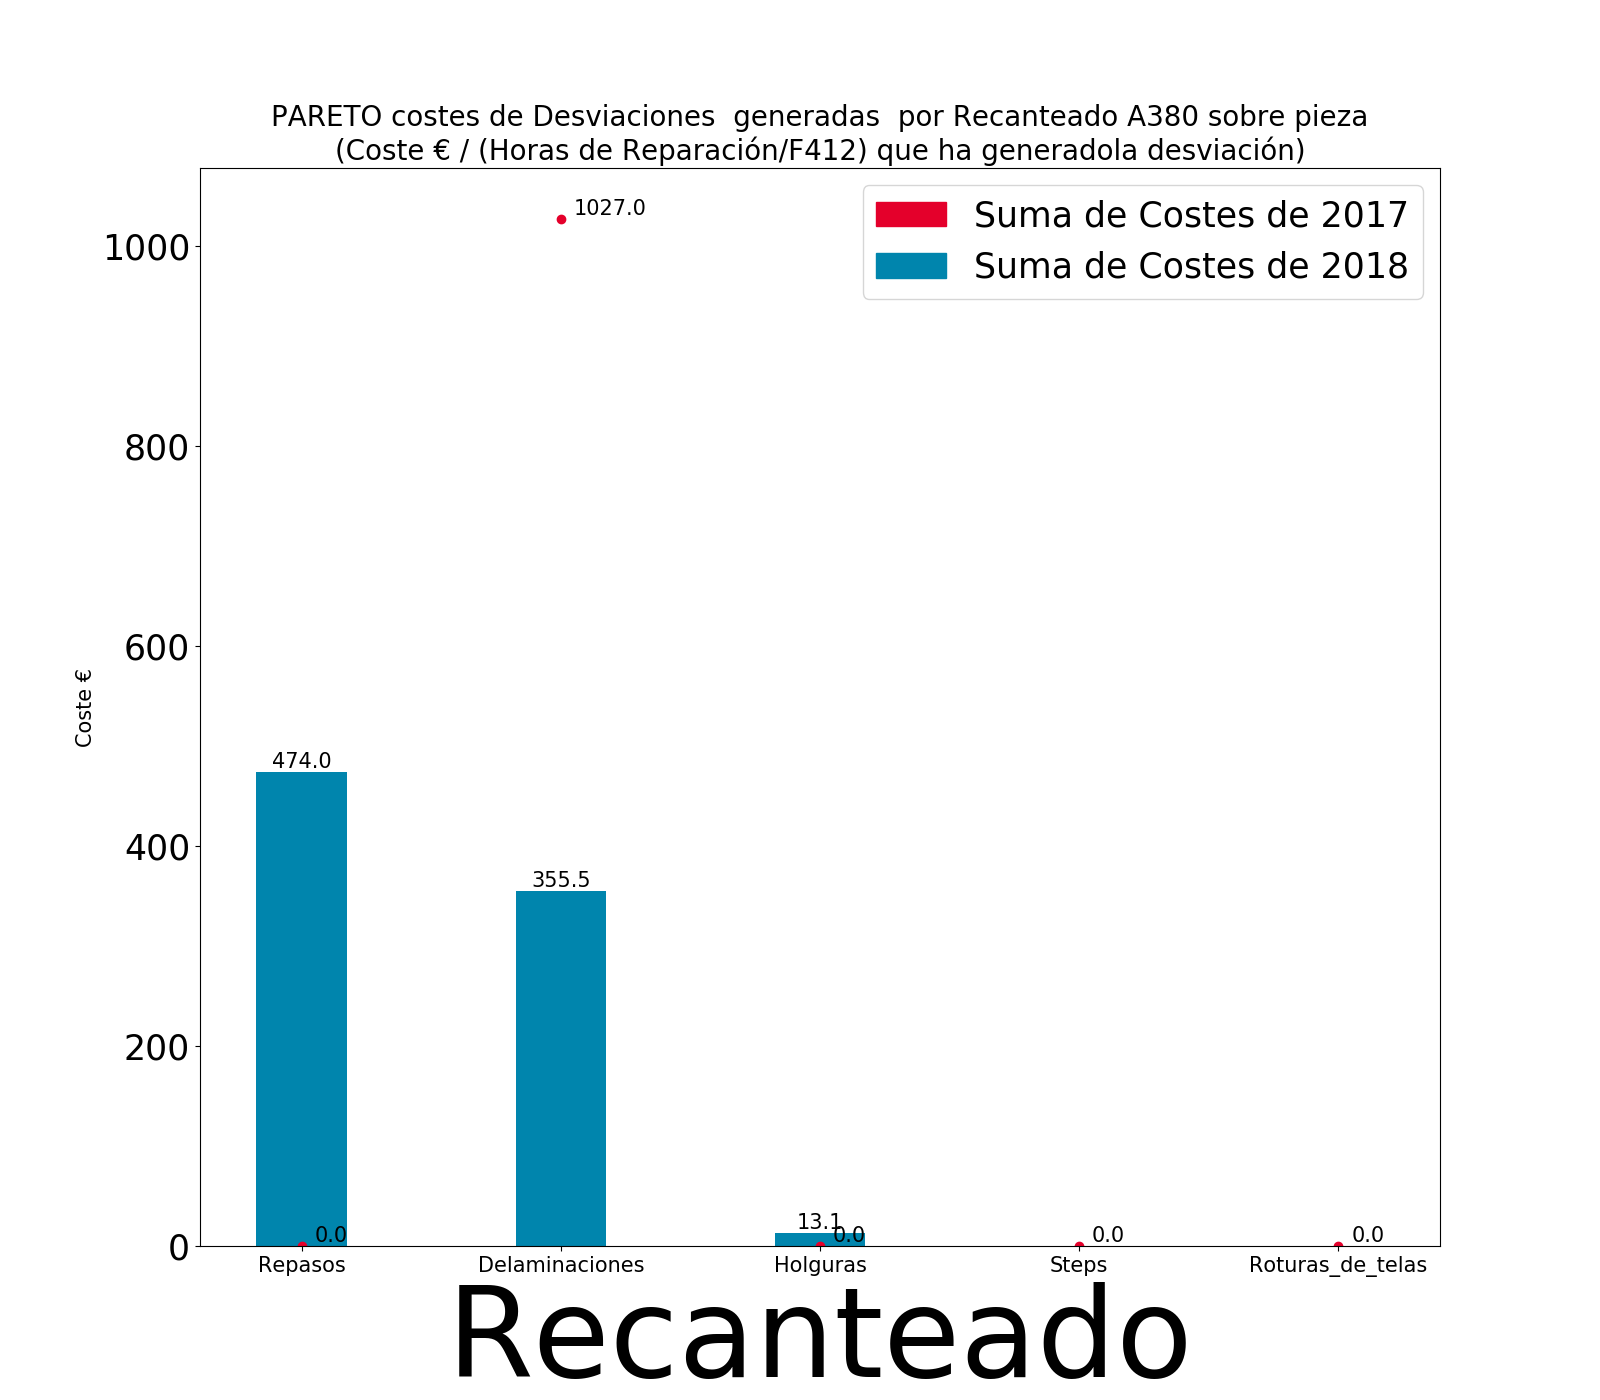 PARETO costes de Desviaciones  generadas  por Recanteado A380 sobre pieza
(Coste € / (Horas de Reparación/F412) que ha generadola desviación)
1027.0
Suma de Costes de 2017
Suma de Costes de 2018
1000
800
600
400
200
0
Coste €
474.0
355.5
13.1
0.0
0.0
0.0
0.0
Repasos
Delaminaciones
Holguras
Steps
Roturas_de_telas
Recanteado